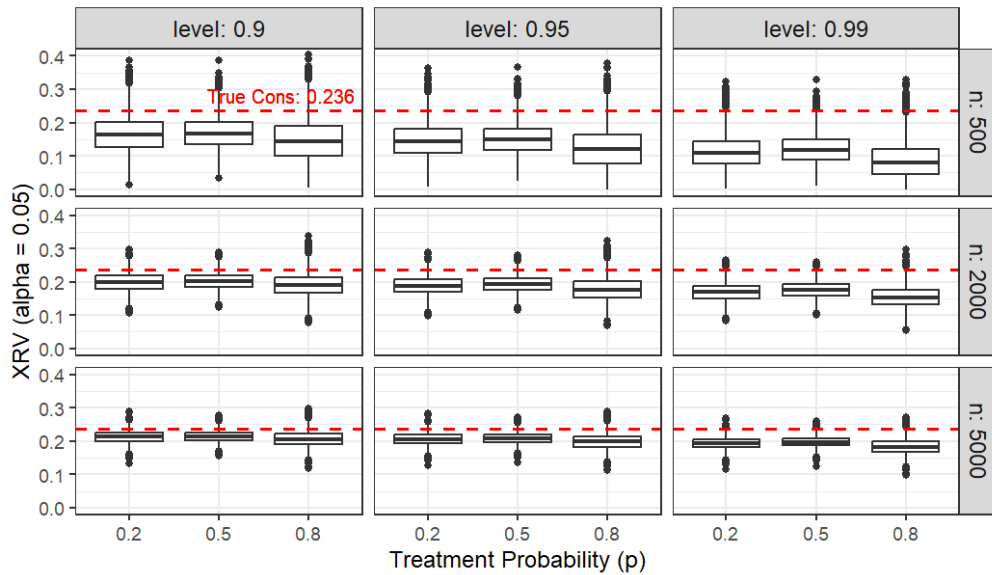 level: 0.9
level: 0.95
level: 0.99
XRV (alpha = 0.05)
0.4
0.3
0.2
0.1
0.0
True Cons: 0.236
n: 500
0.4
0.3
0.2
0.1
0.0
n: 2000
0.4
0.3
0.2
0.1
0.0
n: 5000
0.2
0.5
0.8
0.2
0.5
0.8
0.2
0.5
0.8
Treatment Probability (p)